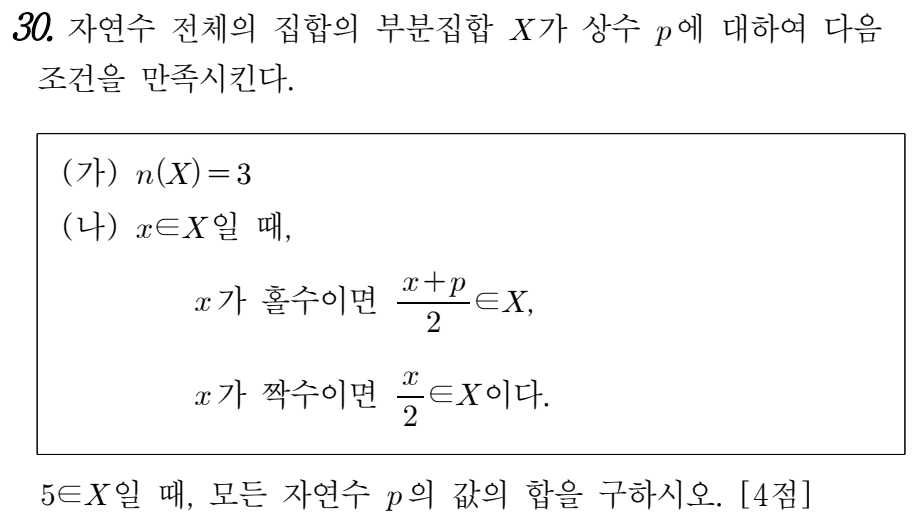 30. 자연수 전체의 집합의 부분집합 X가 상수 p에 대하여 다음
조건을 만족시킨다.
(가) n(X)=3
(나) x∈X일 때,
x가 홀수이면 \frac{x+p}{2}∈X,
x가 짝수이면 \frac{x}{2}∈X이다.
5∈X일 때, 모든 자연수 p의 값의 합을 구하시오. [4점]